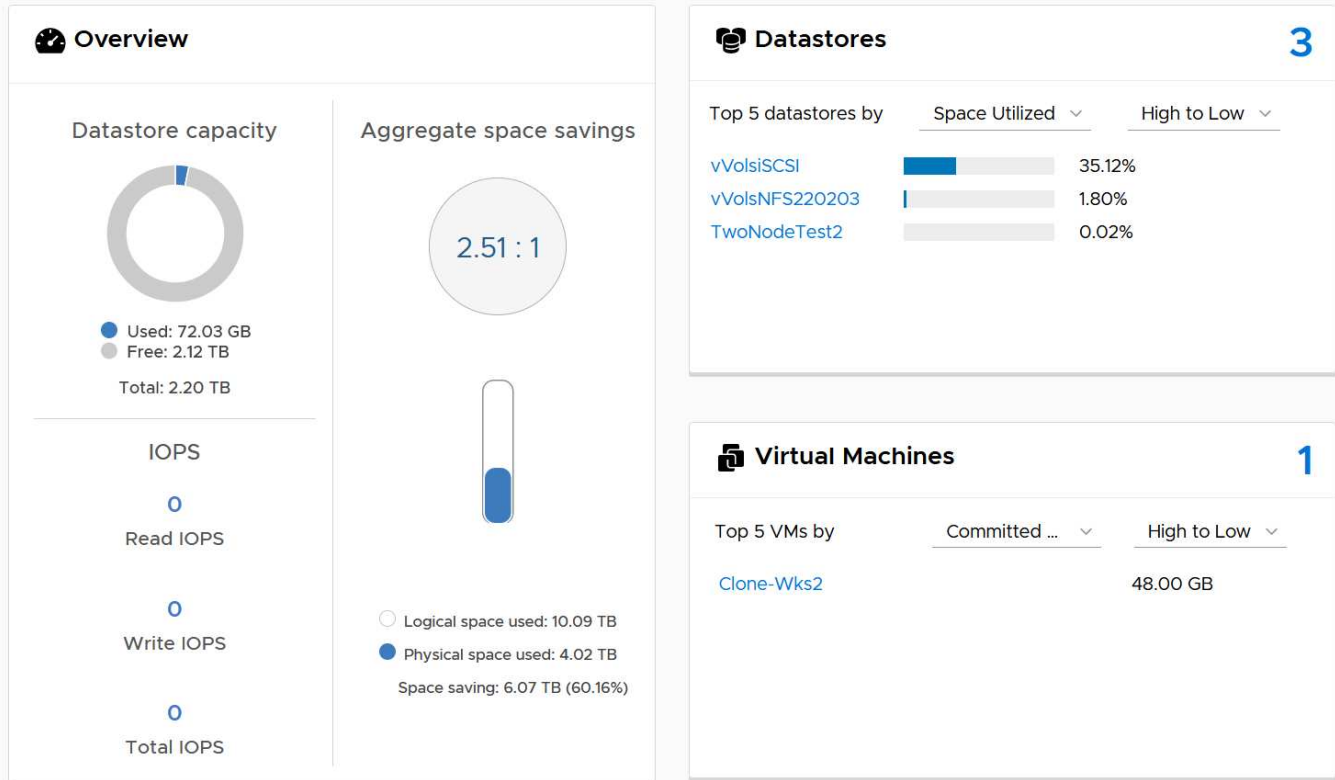 Overview
Datastore capacity
Used: 72.03 GB
Free: 2.12 TB
Total: 2.20 TB
IOPS
0
Read IOPS
0
Write IOPS
0
Total IOPS
Aggregate space savings
2.51 : 1
Logical space used: 10.09 TB
Physical space used: 4.02 TB
Space saving: 6.07 TB (60.16%)
Datastores 3
Top 5 datastores by Space Utilized High to Low
vVolsiSCSI 35.12%
vVolsNFS220203 1.80%
TwoNodeTest2 0.02%
Virtual Machines 1
Top 5 VMs by Committed ... High to Low
Clone-Wks2 48.00 GB